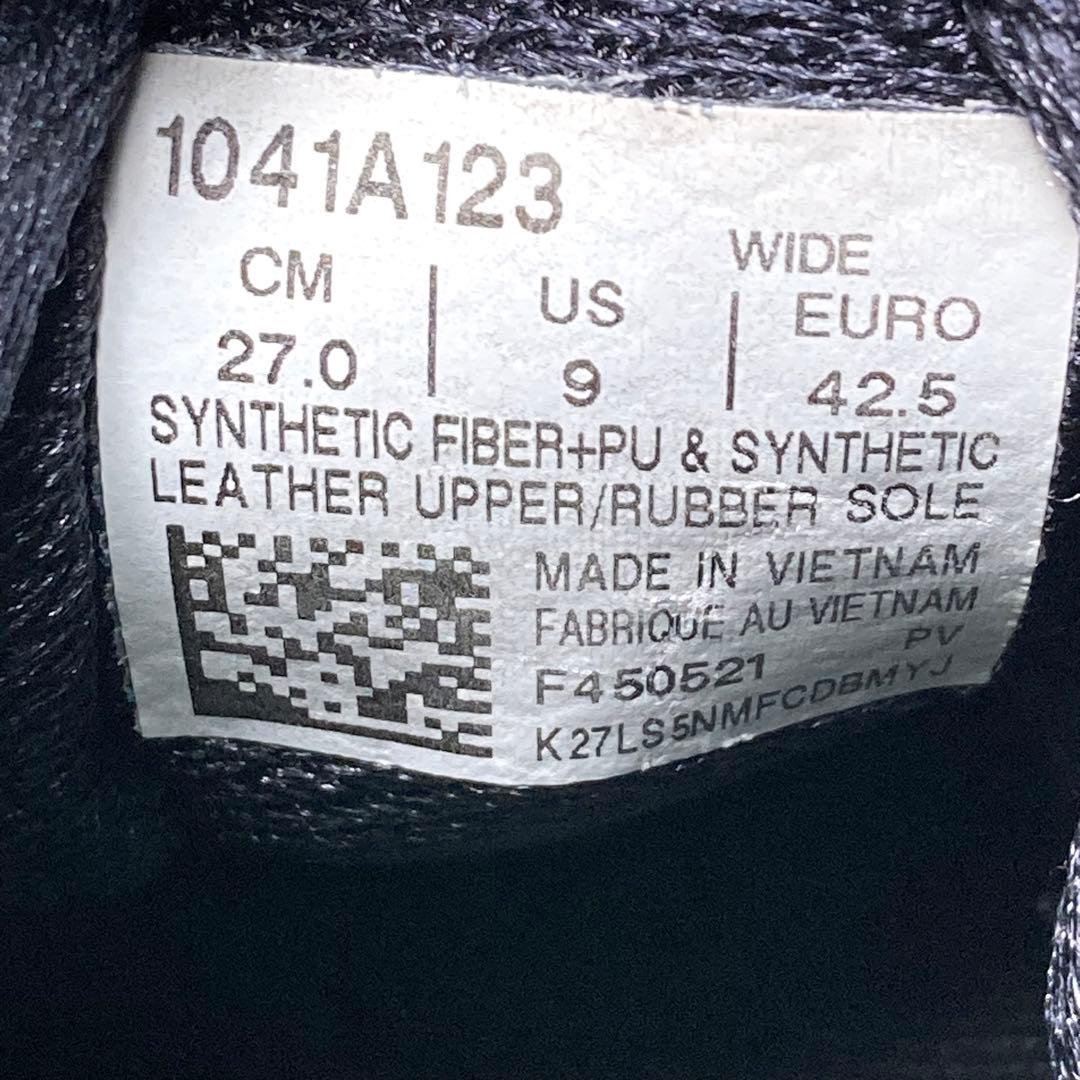 1041A123
WIDE
CM US EURO
27.0 9 42.5
SYNTHETIC FIBER+PU & SYNTHETIC
LEATHER UPPER/RUBBER SOLE
MADE IN VIETNAM
FABRIQUE AU VIETNAM
PV
F450521
K27LS5NMFCDBMYJ